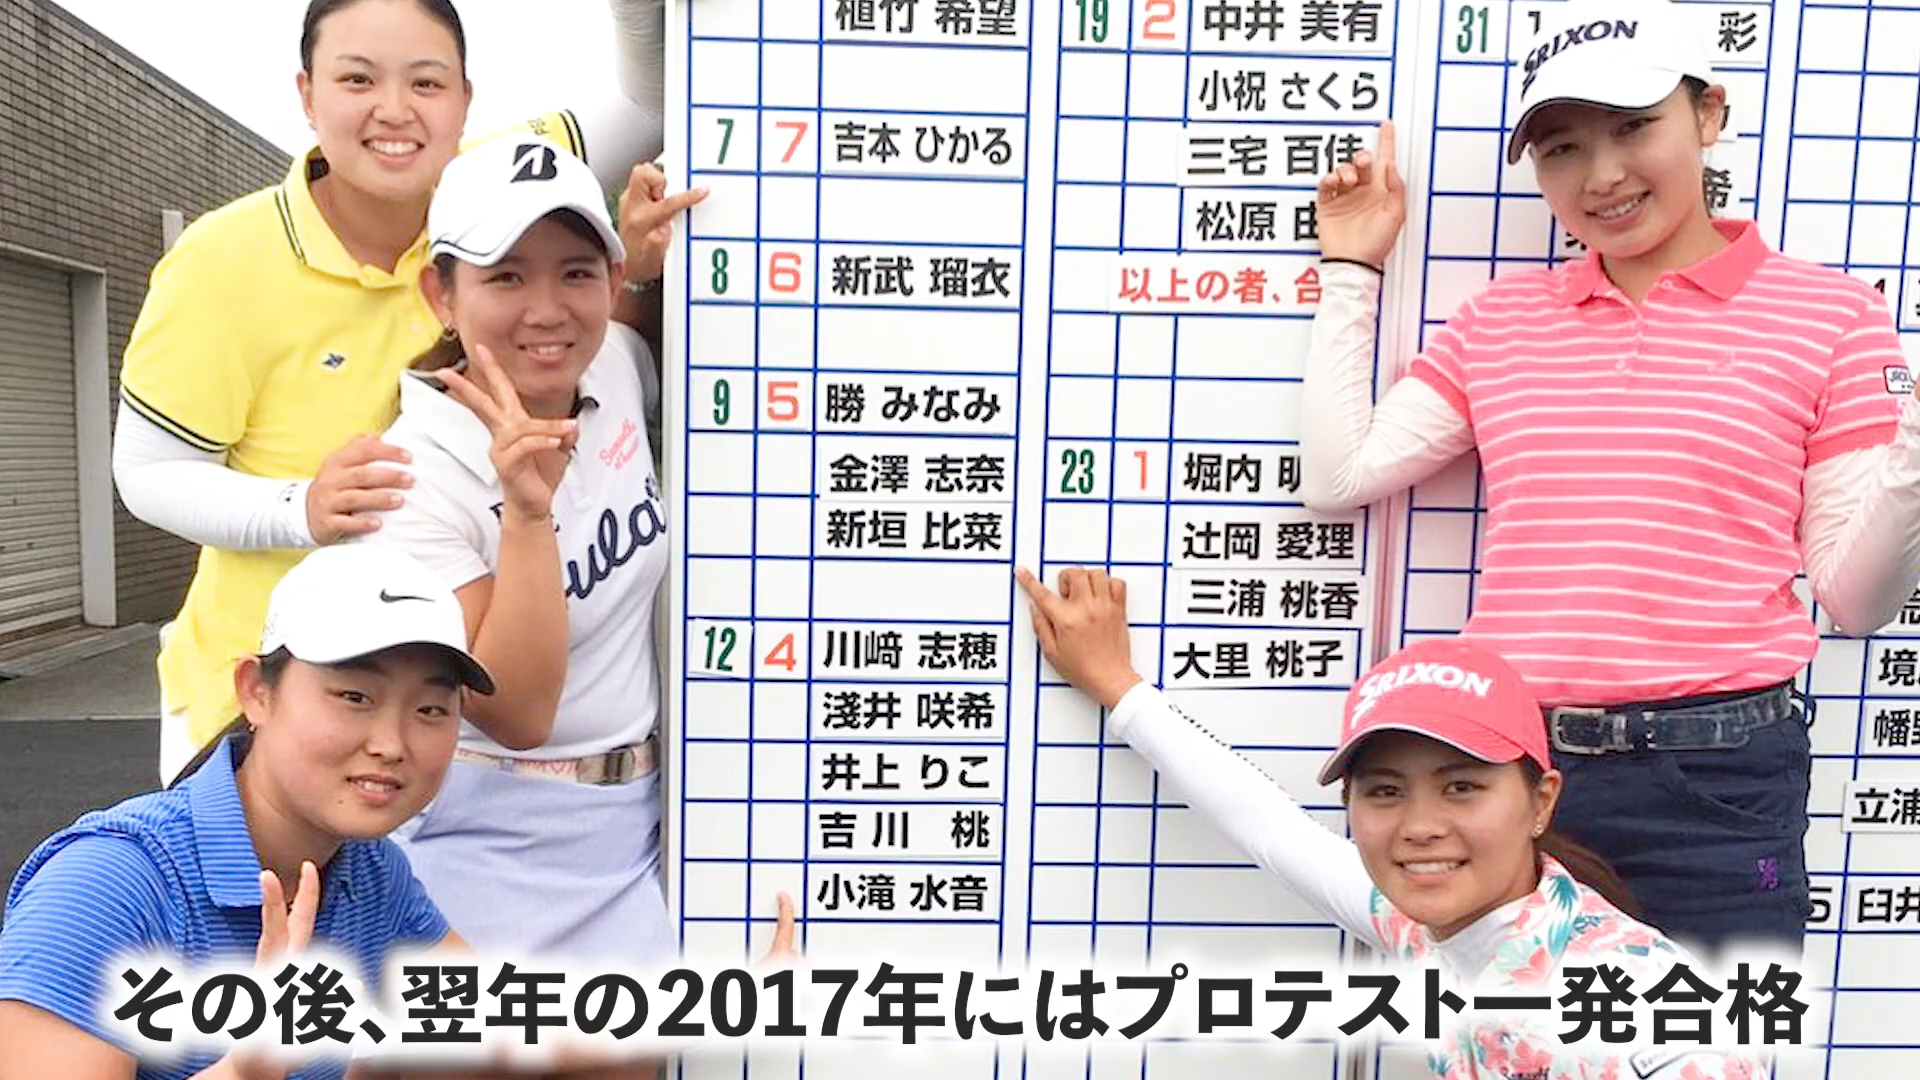 植竹 希望
7 7 吉本 ひかる
8 6 新武 瑠衣
9 5 勝 みなみ
金澤 志奈
新垣 比菜
12 4 川﨑 志穂
淺井 咲希
井上 りこ
吉川 桃
小滝 水音
19 2 中井 美有
小祝 さくら
三宅 百佳
松原 由
以上の者、合
23 1 堀内
辻岡 愛理
三浦 桃香
大里 桃子
31
彩
希
境
幡野
立浦
5 臼井
SRIXON
SRIXON
B
その後、翌年の2017年にはプロテスト一発合格